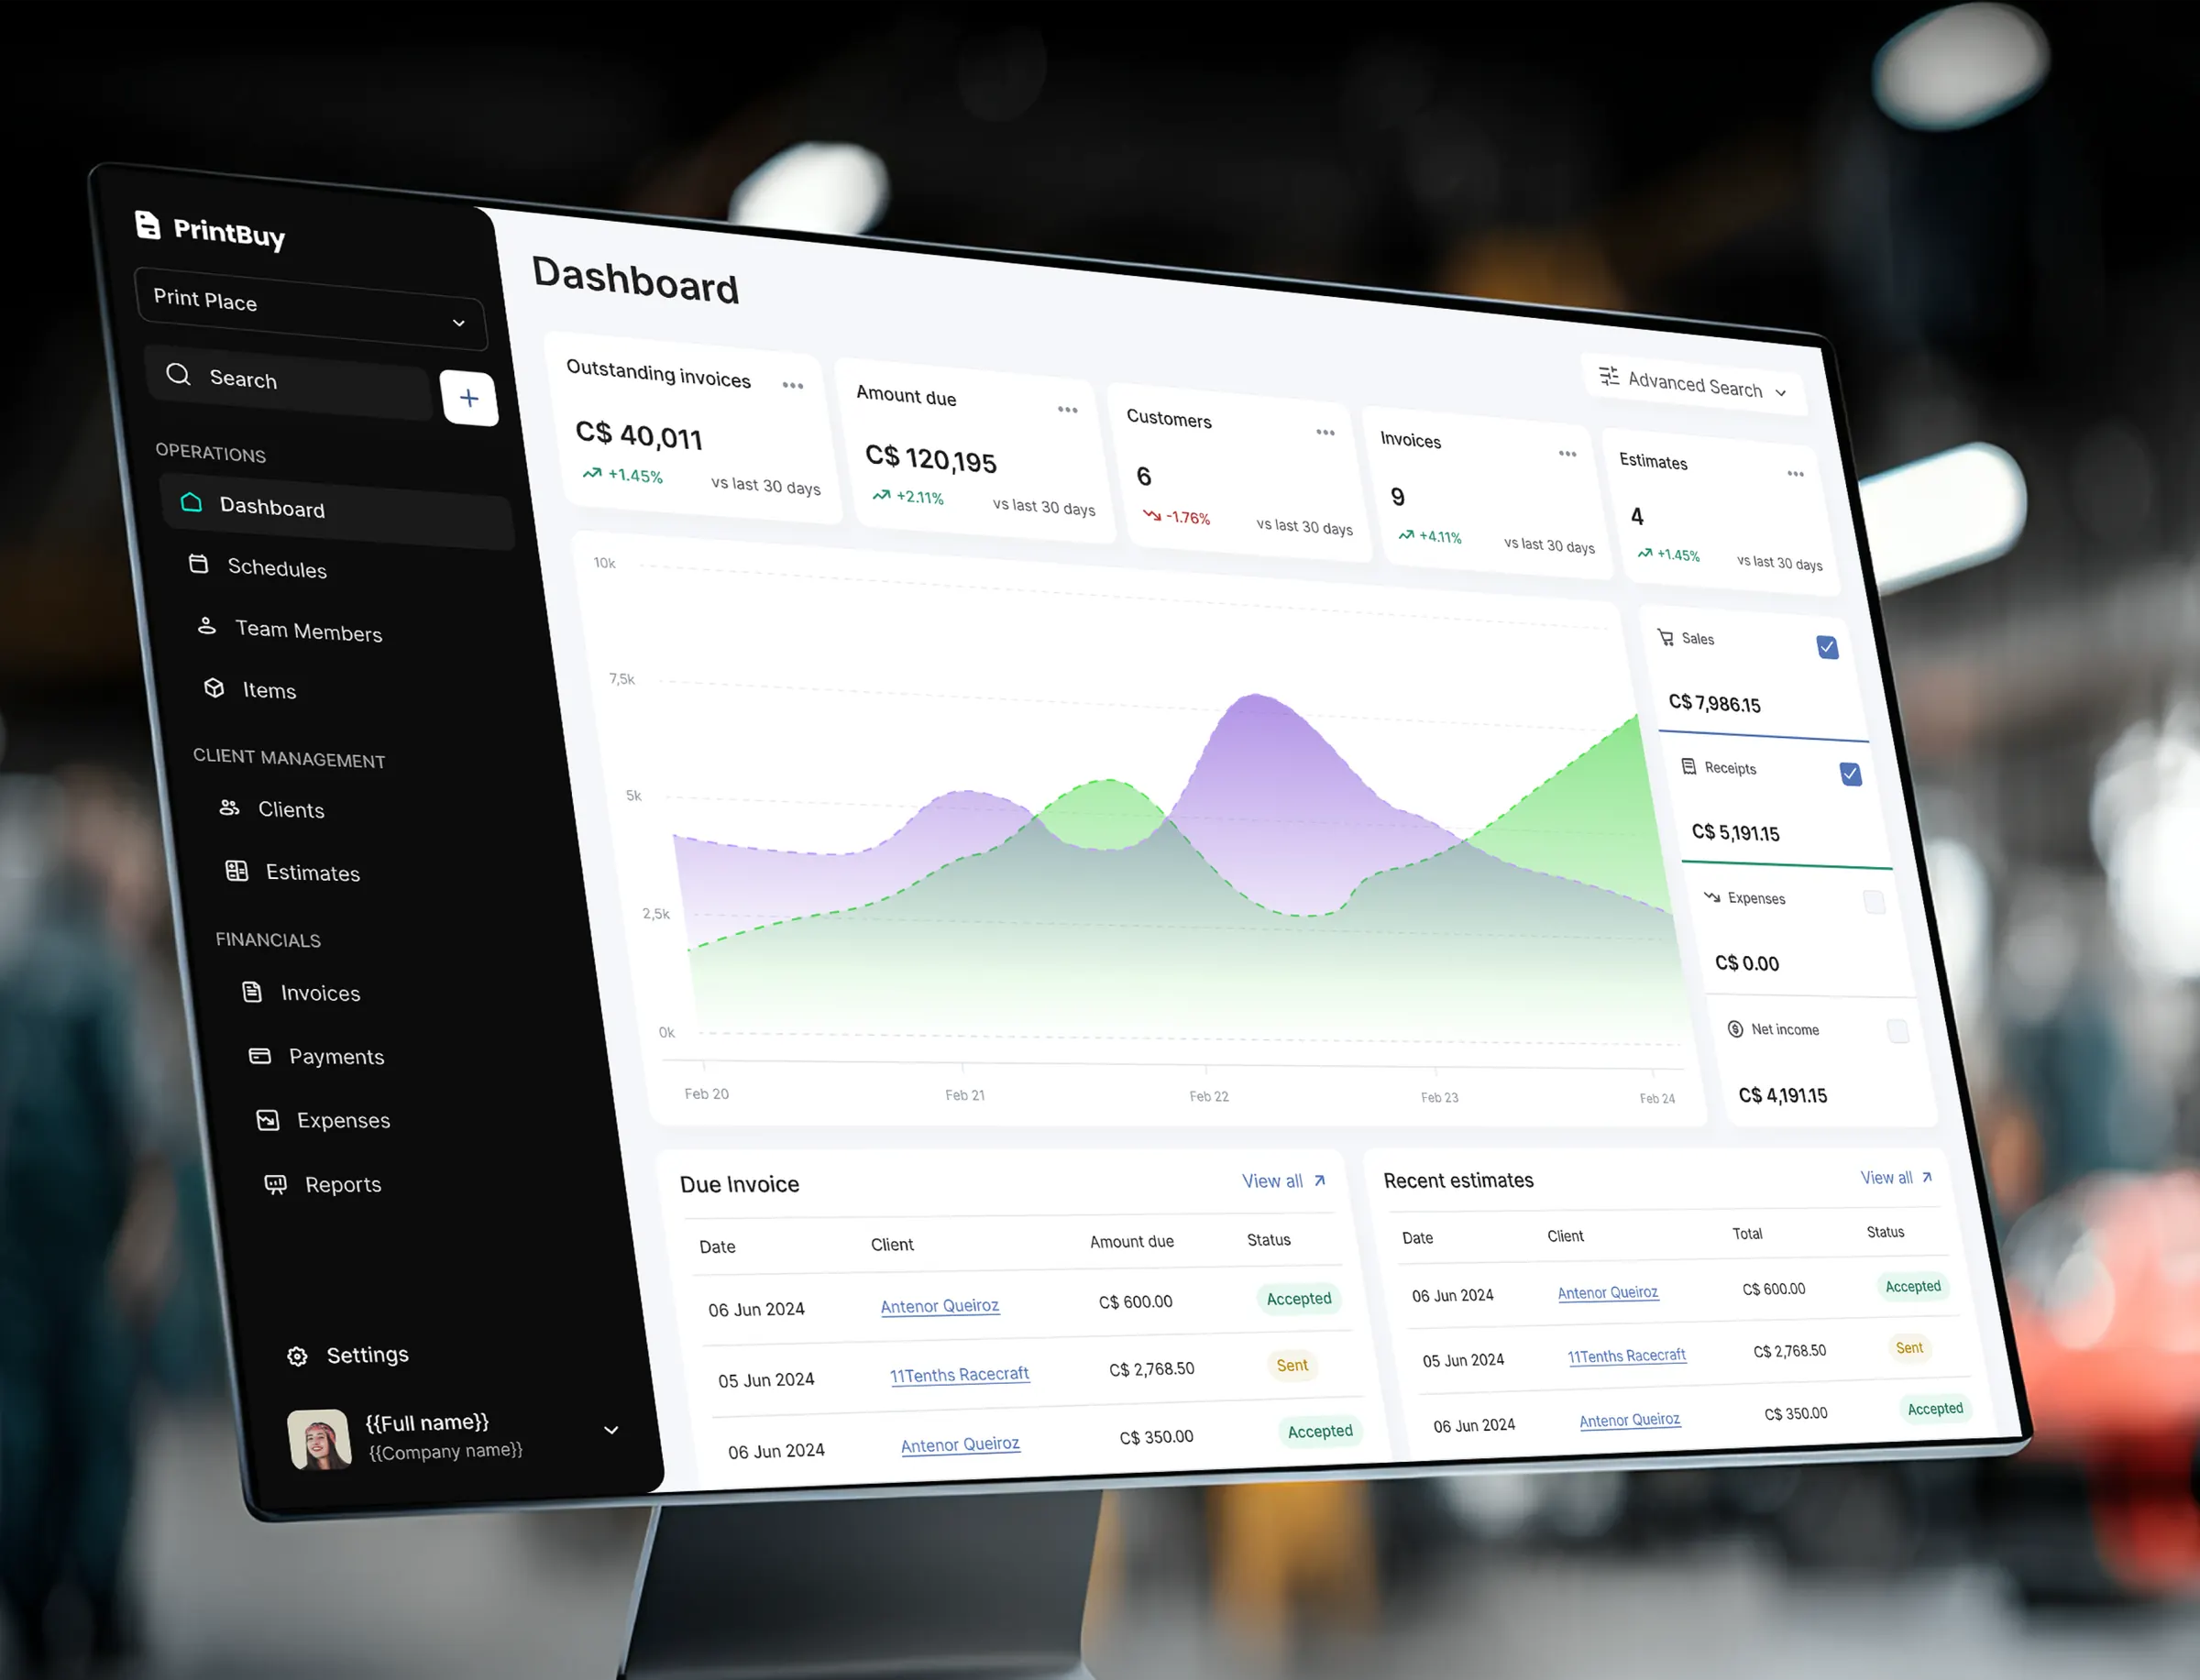 PrintBuy
Print Place
Search
OPERATIONS
Dashboard
Schedules
Team Members
Items
CLIENT MANAGEMENT
Clients
Estimates
FINANCIALS
Invoices
Payments
Expenses
Reports
Settings
{{Full name}}
{{Company name}}
Dashboard
Advanced Search
Outstanding invoices
C$ 40,011
+1.45% vs last 30 days
Amount due
C$ 120,195
+2.11% vs last 30 days
Customers
6
-1.76% vs last 30 days
Invoices
9
+4.11% vs last 30 days
Estimates
4
+1.45% vs last 30 days
10k
7,5k
5k
2,5k
0k
Feb 20 Feb 21 Feb 22 Feb 23 Feb 24
Sales
C$ 7,986.15
Receipts
C$ 5,191.15
Expenses
C$ 0.00
Net income
C$ 4,191.15
Due Invoice View all
Date Client Amount due Status
06 Jun 2024 Antenor Queiroz C$ 600.00 Accepted
05 Jun 2024 11Tenths Racecraft C$ 2,768.50 Sent
06 Jun 2024 Antenor Queiroz C$ 350.00 Accepted
Recent estimates View all
Date Client Total Status
06 Jun 2024 Antenor Queiroz C$ 600.00 Accepted
05 Jun 2024 11Tenths Racecraft C$ 2,768.50 Sent
06 Jun 2024 Antenor Queiroz C$ 350.00 Accepted